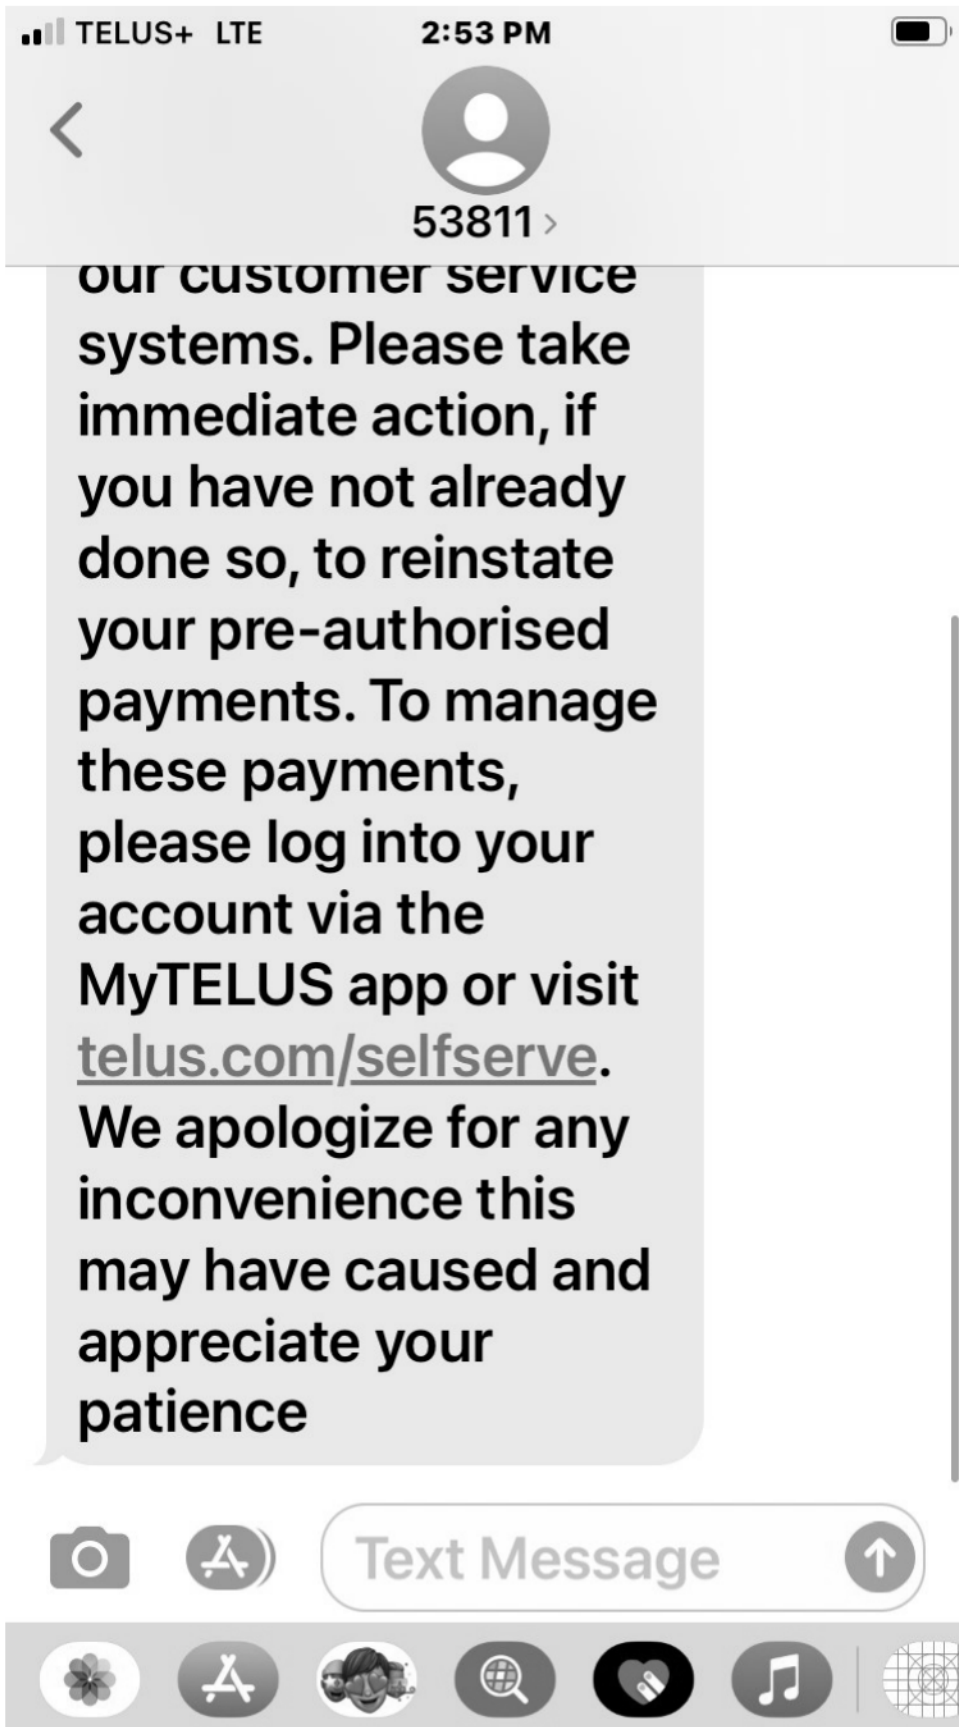 TELUS+ LTE 2:53 PM
53811
our customer service
systems. Please take
immediate action, if
you have not already
done so, to reinstate
your pre-authorised
payments. To manage
these payments,
please log into your
account via the
MyTELUS app or visit
telus.com/selfserve.
We apologize for any
inconvenience this
may have caused and
appreciate your
patience
Text Message